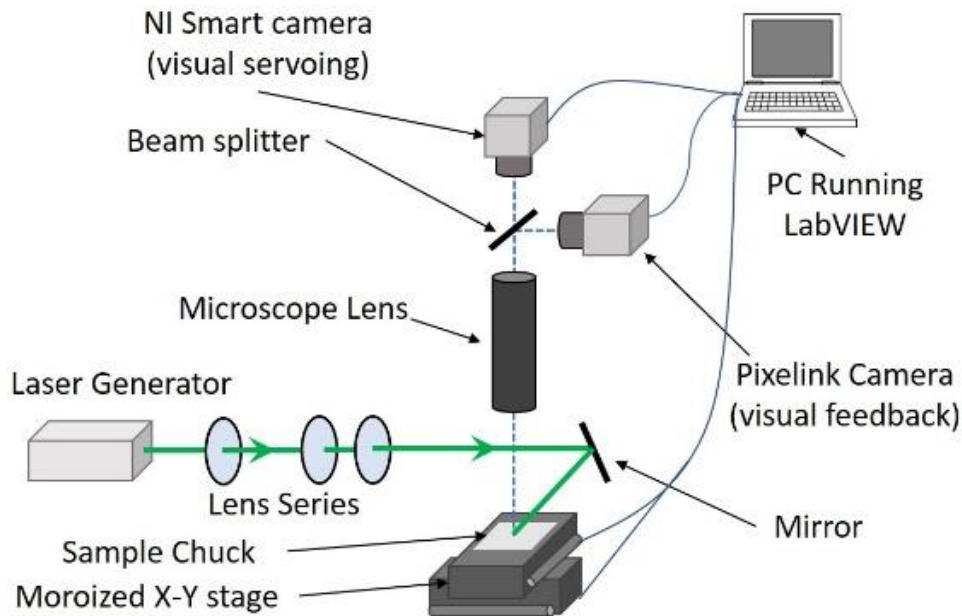 NI Smart camera
(visual servoing)
Beam splitter
PC Running
LabVIEW
Microscope Lens
Laser Generator
Pixelink Camera
(visual feedback)
Lens Series
Mirror
Sample Chuck
Moroized X-Y stage